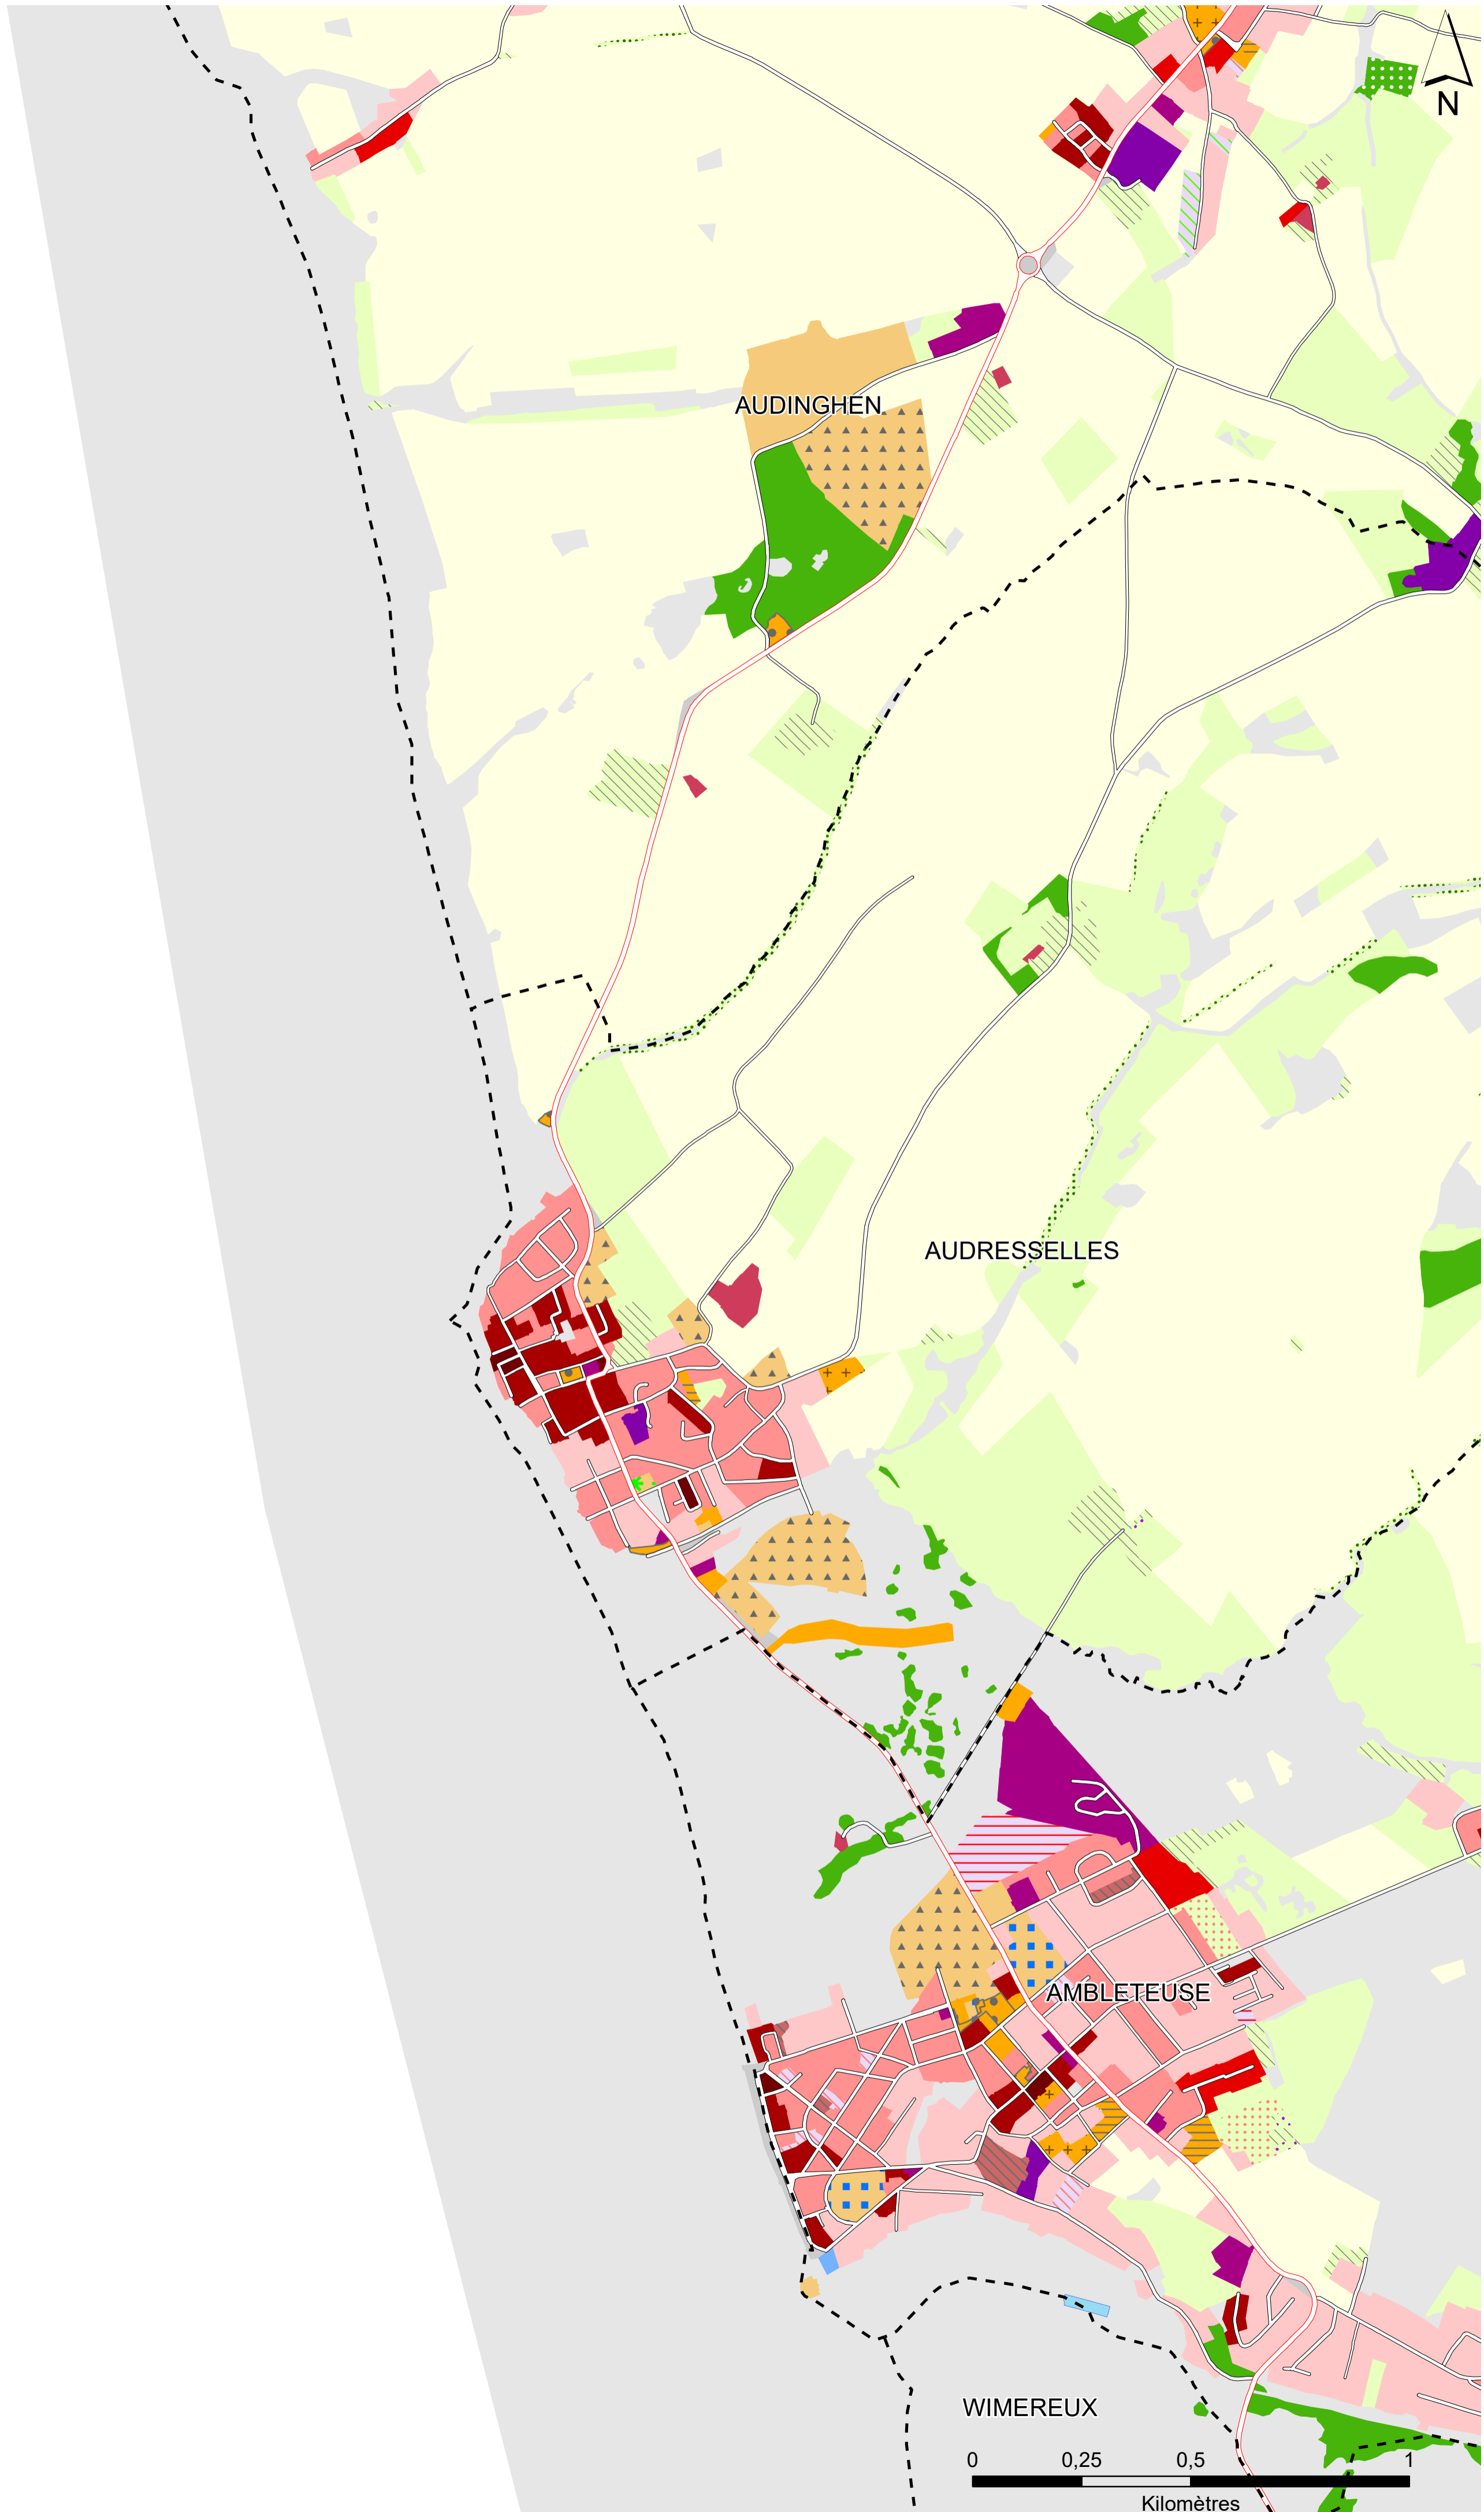 N
AUDINGHEN
AUDRESSELLES
AMBLETEUSE
WIMEREUX
0 0,25 0,5 1
Kilomètres